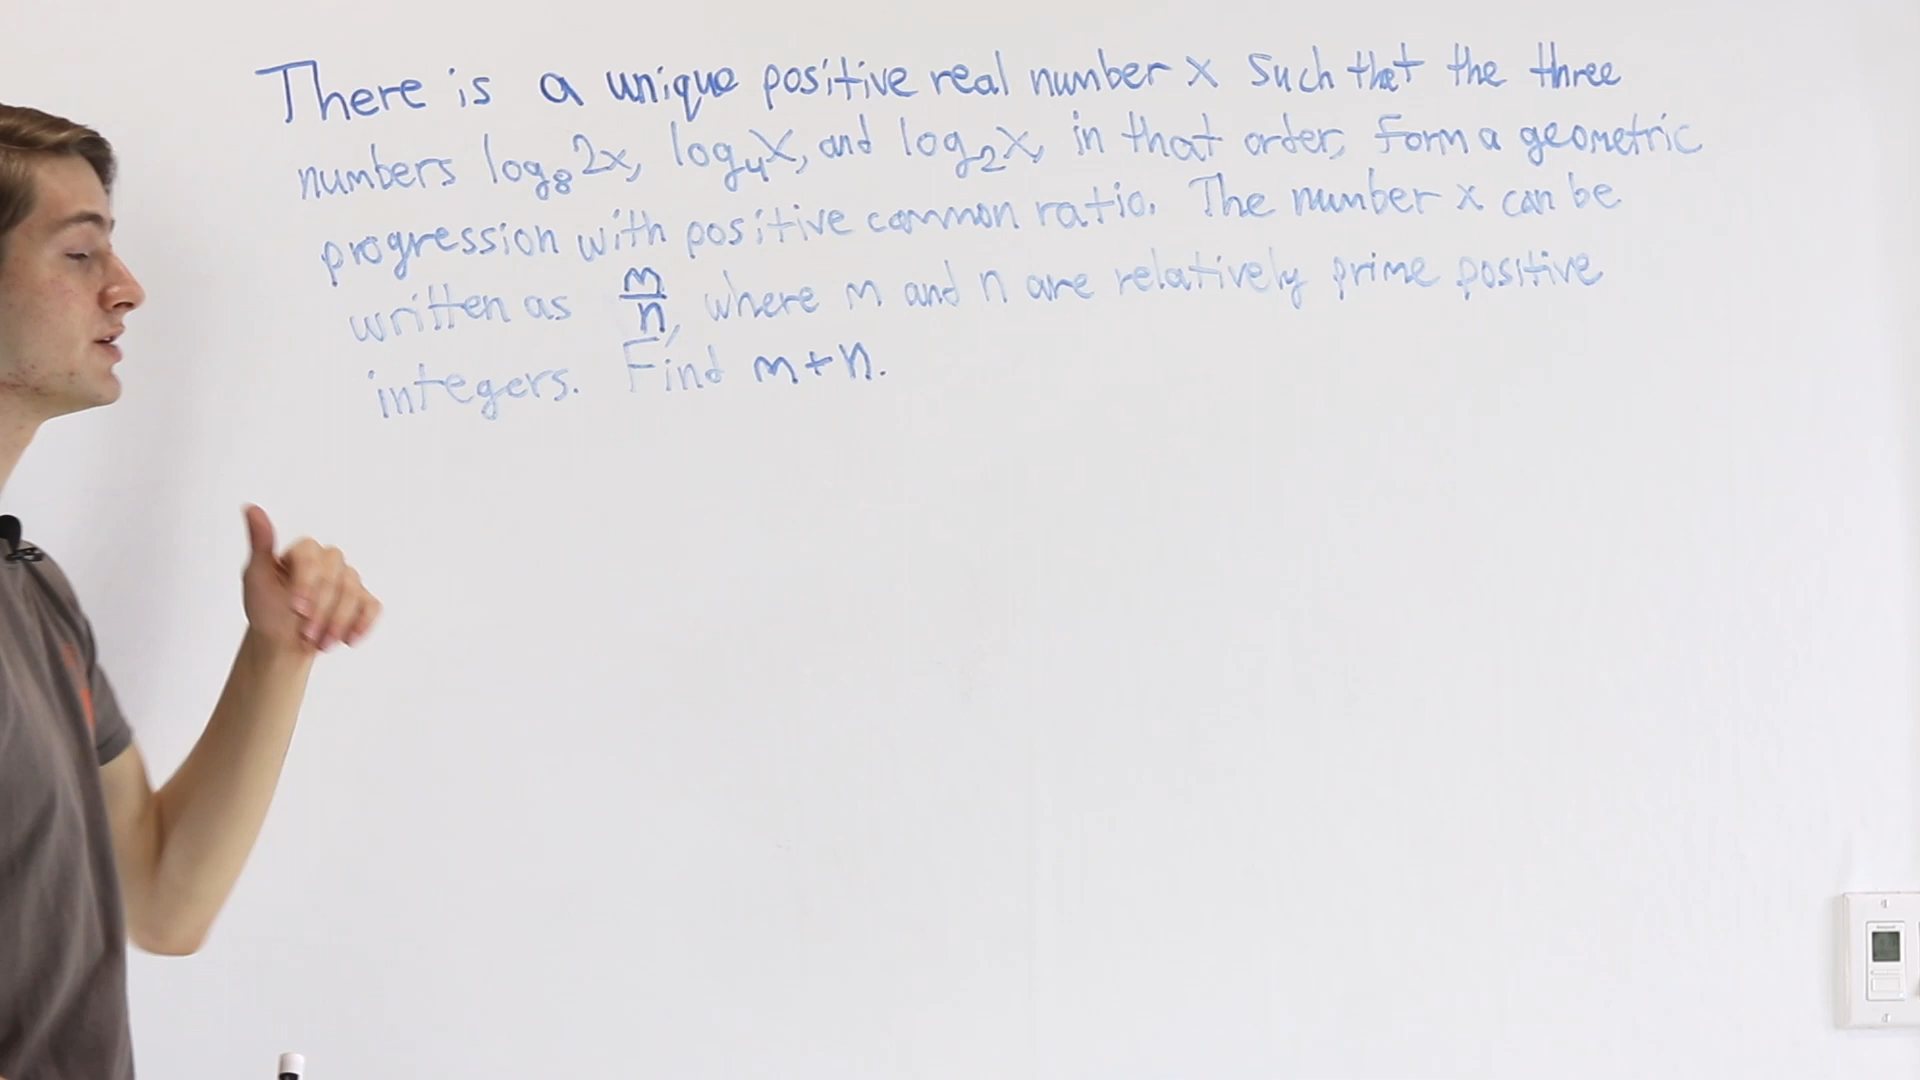 There is a unique positive real number x such that the three
numbers log₈2x, log₄x, and log₂x, in that order, form a geometric
progression with positive common ratio. The number x can be
written as m/n, where m and n are relatively prime positive
integers. Find m+n.